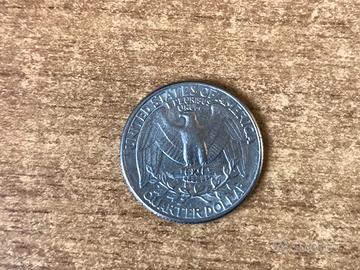 UNITED STATES OF AMERICA
E PLURIBUS
UNUM
QUARTER DOLLAR